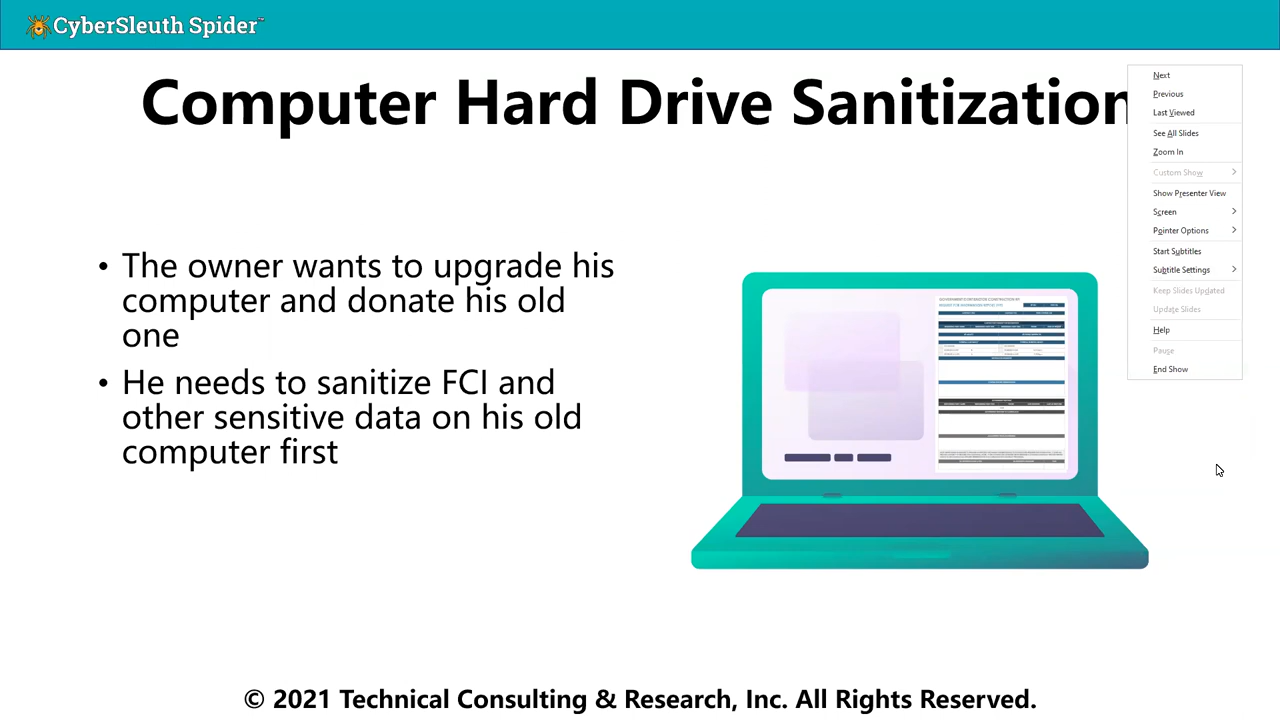 CyberSleuth Spider™
Computer Hard Drive Sanitization
• The owner wants to upgrade his
computer and donate his old
one
• He needs to sanitize FCI and
other sensitive data on his old
computer first
Next
Previous
Last Viewed
See All Slides
Zoom In
Custom Show
Show Presenter View
Screen
Pointer Options
Start Subtitles
Subtitle Settings
Keep Slides Updated
Update Slides
Help
Pause
End Show
© 2021 Technical Consulting & Research, Inc. All Rights Reserved.